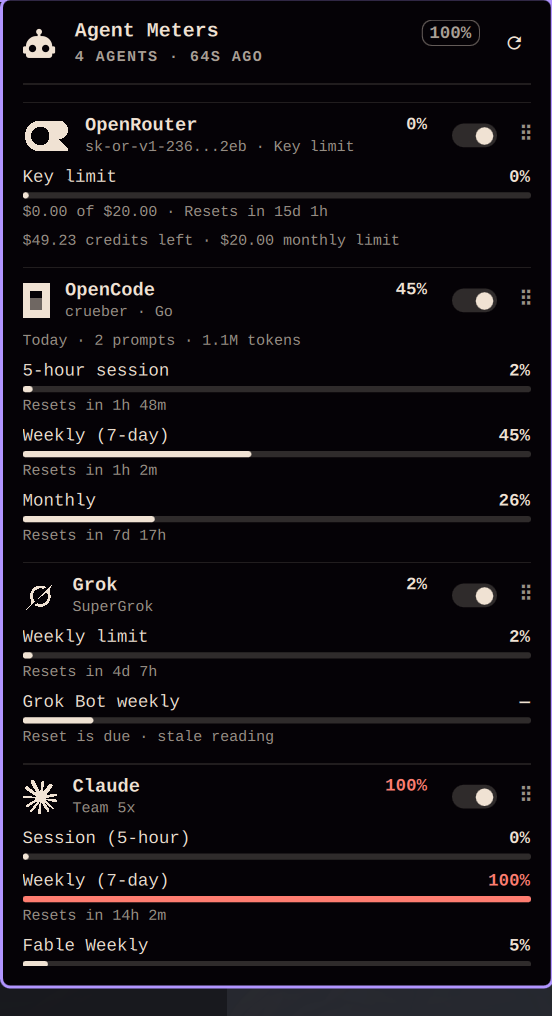 Agent Meters
100%
4 AGENTS · 64S AGO
OpenRouter
0%
sk-or-v1-236...2eb · Key limit
Key limit
0%
$0.00 of $20.00 · Resets in 15d 1h
$49.23 credits left · $20.00 monthly limit
OpenCode
45%
crueber · Go
Today · 2 prompts · 1.1M tokens
5-hour session
2%
Resets in 1h 48m
Weekly (7-day)
45%
Resets in 1h 2m
Monthly
26%
Resets in 7d 17h
Grok
2%
SuperGrok
Weekly limit
2%
Resets in 4d 7h
Grok Bot weekly
—
Reset is due · stale reading
Claude
100%
Team 5x
Session (5-hour)
0%
Weekly (7-day)
100%
Resets in 14h 2m
Fable Weekly
5%